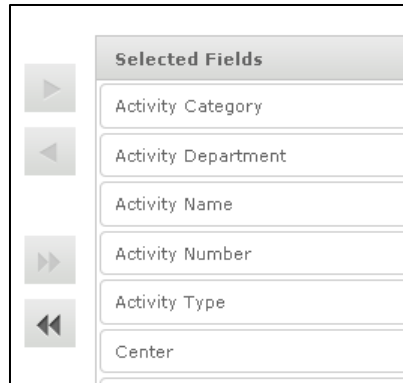 Selected Fields
Activity Category
Activity Department
Activity Name
Activity Number
Activity Type
Center